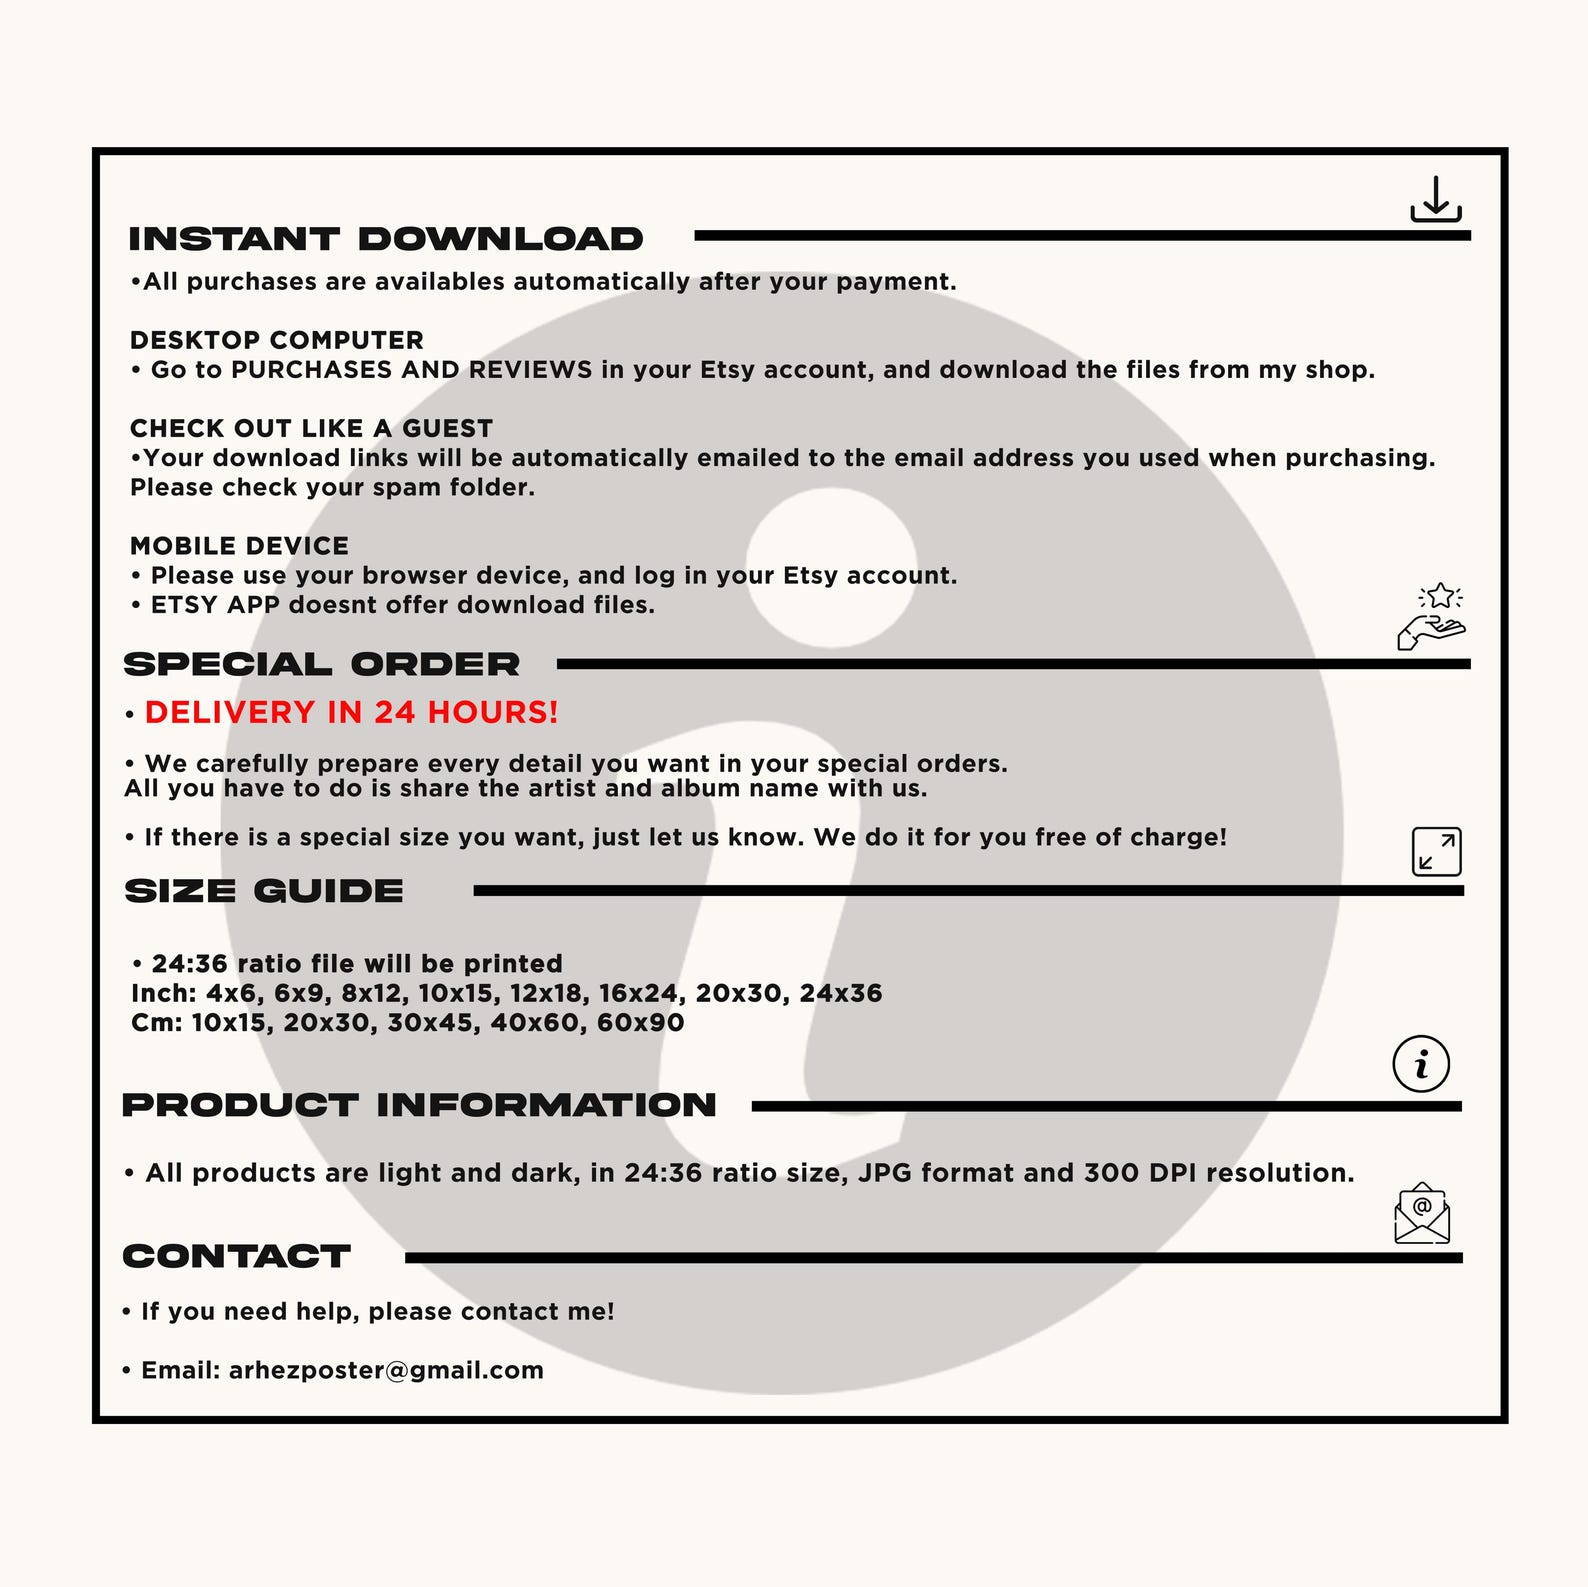 INSTANT DOWNLOAD
•All purchases are availables automatically after your payment.
DESKTOP COMPUTER
• Go to PURCHASES AND REVIEWS in your Etsy account, and download the files from my shop.
CHECK OUT LIKE A GUEST
•Your download links will be automatically emailed to the email address you used when purchasing.
Please check your spam folder.
MOBILE DEVICE
• Please use your browser device, and log in your Etsy account.
• ETSY APP doesnt offer download files.
SPECIAL ORDER
• DELIVERY IN 24 HOURS!
• We carefully prepare every detail you want in your special orders.
All you have to do is share the artist and album name with us.
• If there is a special size you want, just let us know. We do it for you free of charge!
SIZE GUIDE
• 24:36 ratio file will be printed
Inch: 4x6, 6x9, 8x12, 10x15, 12x18, 16x24, 20x30, 24x36
Cm: 10x15, 20x30, 30x45, 40x60, 60x90
PRODUCT INFORMATION
• All products are light and dark, in 24:36 ratio size, JPG format and 300 DPI resolution.
CONTACT
• If you need help, please contact me!
• Email: arhezposter@gmail.com